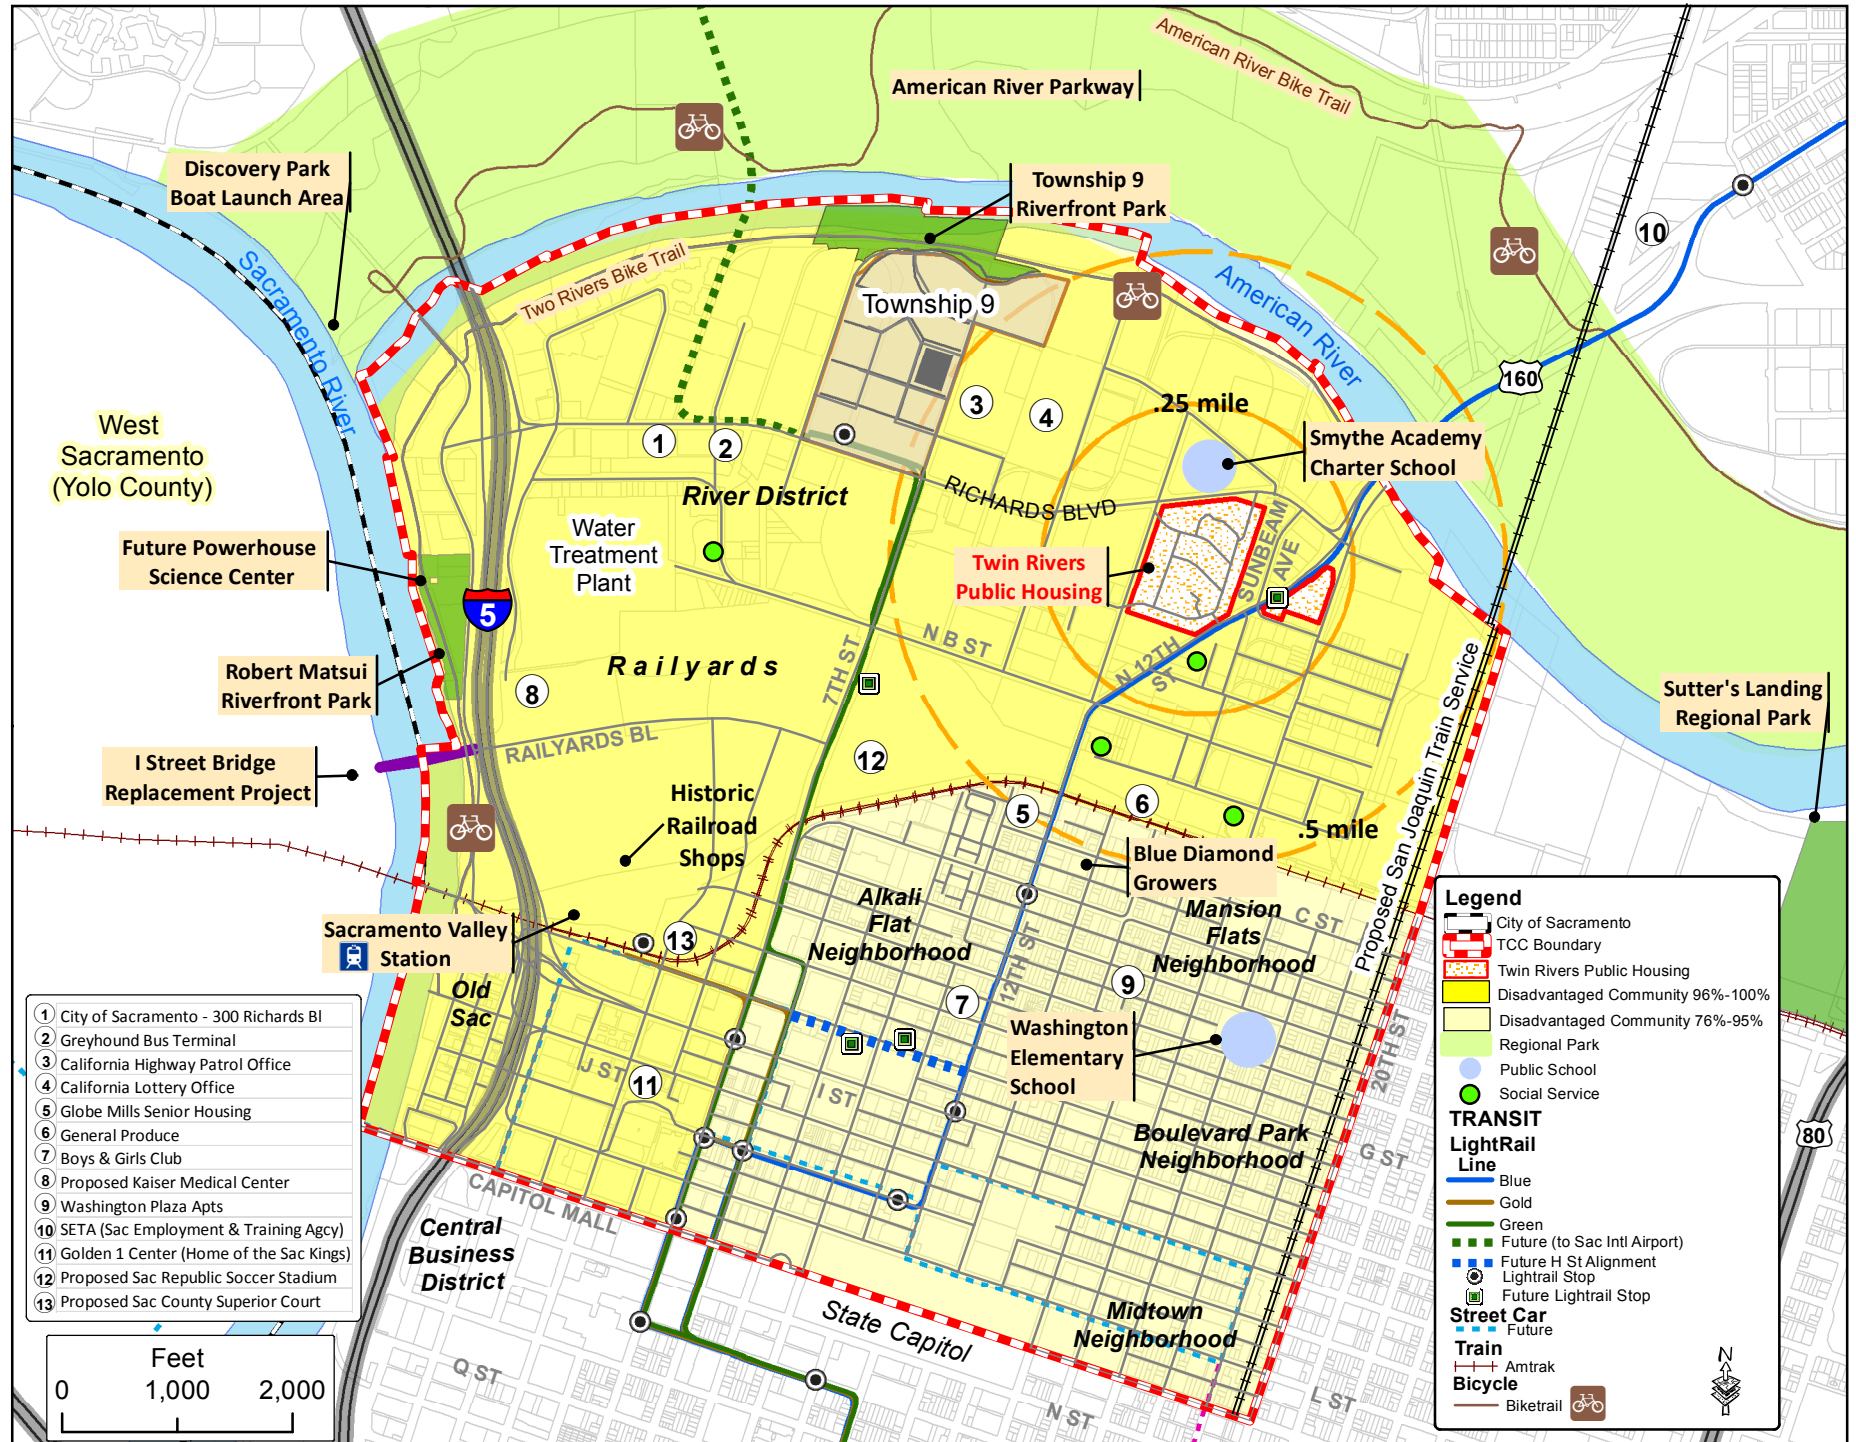 American River Bike Trail
American River Parkway
Discovery Park
Boat Launch Area
Township 9
Riverfront Park
10
Sacramento River
Two Rivers Bike Trail
Township 9
American River
160
West
Sacramento
(Yolo County)
.25 mile
3
4
1
2
Smythe Academy
Charter School
River District
RICHARDS BLVD
Water
Treatment
Plant
Future Powerhouse
Science Center
5
Twin Rivers
Public Housing
SUNBEAM
AVE
N B ST
N 12TH
ST
7TH ST
Railyards
Robert Matsui
Riverfront Park
8
Sutter's Landing
Regional Park
RAILYARDS BL
I Street Bridge
Replacement Project
12
Historic
Railroad
Shops
5
6
.5 mile
Proposed San Joaquin Train Service
Blue Diamond
Growers
Alkali
Flat
Neighborhood
Mansion
Flats
Neighborhood
C ST
Sacramento Valley
Station
13
12TH ST
9
7
Old
Sac
Washington
Elementary
School
20TH ST
J ST
11
I ST
80
Boulevard Park
Neighborhood
G ST
CAPITOL MALL
Central
Business
District
State Capitol
Midtown
Neighborhood
Q ST
N ST
L ST
1 City of Sacramento - 300 Richards Bl
2 Greyhound Bus Terminal
3 California Highway Patrol Office
4 California Lottery Office
5 Globe Mills Senior Housing
6 General Produce
7 Boys & Girls Club
8 Proposed Kaiser Medical Center
9 Washington Plaza Apts
10 SETA (Sac Employment & Training Agcy)
11 Golden 1 Center (Home of the Sac Kings)
12 Proposed Sac Republic Soccer Stadium
13 Proposed Sac County Superior Court
Feet
0 1,000 2,000
Legend
City of Sacramento
TCC Boundary
Twin Rivers Public Housing
Disadvantaged Community 96%-100%
Disadvantaged Community 76%-95%
Regional Park
Public School
Social Service
TRANSIT
LightRail
Line
Blue
Gold
Green
Future (to Sac Intl Airport)
Future H St Alignment
Lightrail Stop
Future Lightrail Stop
Street Car
Future
Train
Amtrak
Bicycle
Biketrail
N